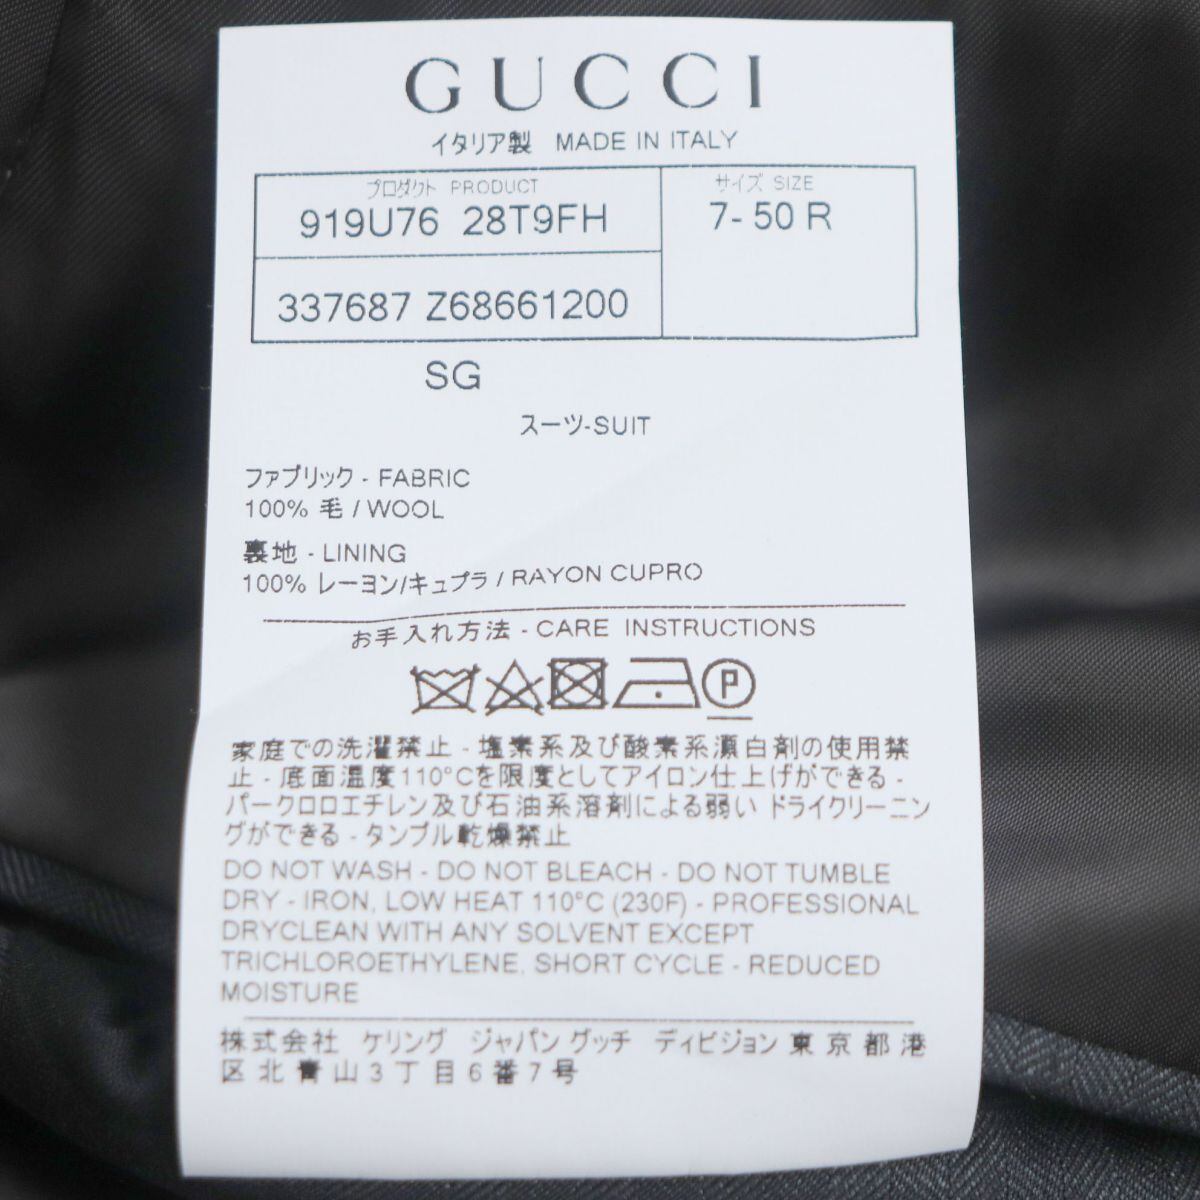 GUCCI
イタリア製 MADE IN ITALY
プロダクト PRODUCT
919U76 28T9FH
サイズ SIZE
7- 50 R
337687 Z68661200
SG
スーツ-SUIT
ファブリック - FABRIC
100% 毛 / WOOL
裏地 - LINING
100% レーヨン/キュプラ / RAYON CUPRO
お手入れ方法 - CARE INSTRUCTIONS
P
家庭での洗濯禁止 - 塩素系及び酸素系漂白剤の使用禁
止 - 底面温度110°Cを限度としてアイロン仕上げができる -
パークロロエチレン及び石油系溶剤による弱い ドライクリーニン
グができる - タンブル乾燥禁止
DO NOT WASH - DO NOT BLEACH - DO NOT TUMBLE
DRY - IRON, LOW HEAT 110°C (230F) - PROFESSIONAL
DRYCLEAN WITH ANY SOLVENT EXCEPT
TRICHLOROETHYLENE, SHORT CYCLE - REDUCED
MOISTURE
株式会社 ケリング ジャパン グッチ ディビジョン 東京都港
区北青山3丁目6番7号